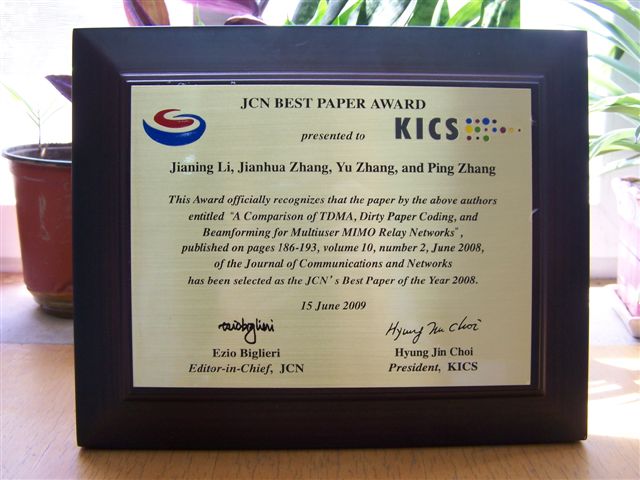 JCN BEST PAPER AWARD
presented to
KICS
Jianing Li, Jianhua Zhang, Yu Zhang, and Ping Zhang
This Award officially recognizes that the paper by the above authors
entitled "A Comparison of TDMA, Dirty Paper Coding, and
Beamforming for Multiuser MIMO Relay Networks",
published on pages 186-193, volume 10, number 2, June 2008,
of the Journal of Communications and Networks
has been selected as the JCN's Best Paper of the Year 2008.
15 June 2009
Hyung Jin Choi
Ezio Biglieri
Editor-in-Chief, JCN
Hyung Jin Choi
President, KICS